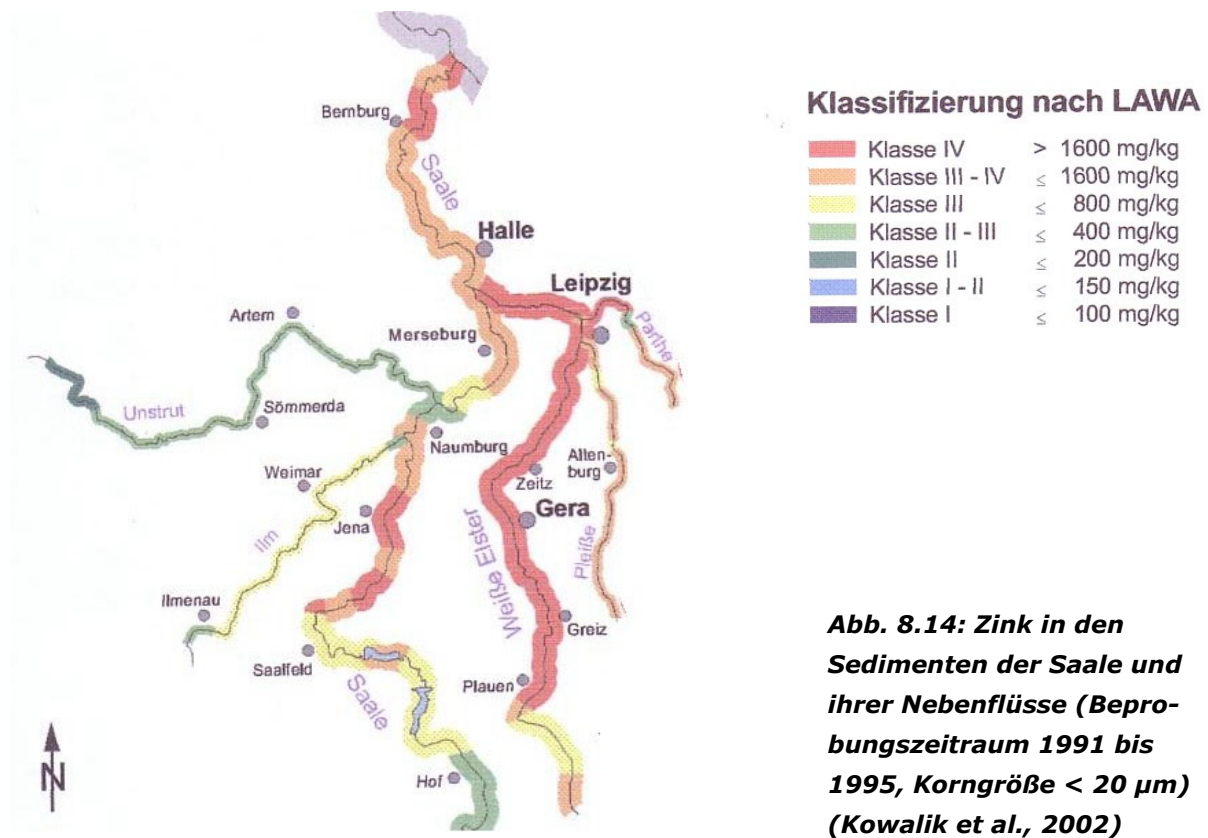 Bernburg
Saale
Halle
Leipzig
Parthe
Artern
Merseburg
Unstrut
Sömmerda
Naumburg
Alten-
burg
Zeitz
Weimar
Gera
Jena
Ilm
Weiße Elster
Pleiße
Ilmenau
Greiz
Saalfeld
Saale
Plauen
Hof
N
Klassifizierung nach LAWA
Klasse IV > 1600 mg/kg
Klasse III - IV ≤ 1600 mg/kg
Klasse III ≤ 800 mg/kg
Klasse II - III ≤ 400 mg/kg
Klasse II ≤ 200 mg/kg
Klasse I - II ≤ 150 mg/kg
Klasse I ≤ 100 mg/kg
Abb. 8.14: Zink in den
Sedimenten der Saale und
ihrer Nebenflüsse (Bepro-
bungszeitraum 1991 bis
1995, Korngröße < 20 µm)
(Kowalik et al., 2002)